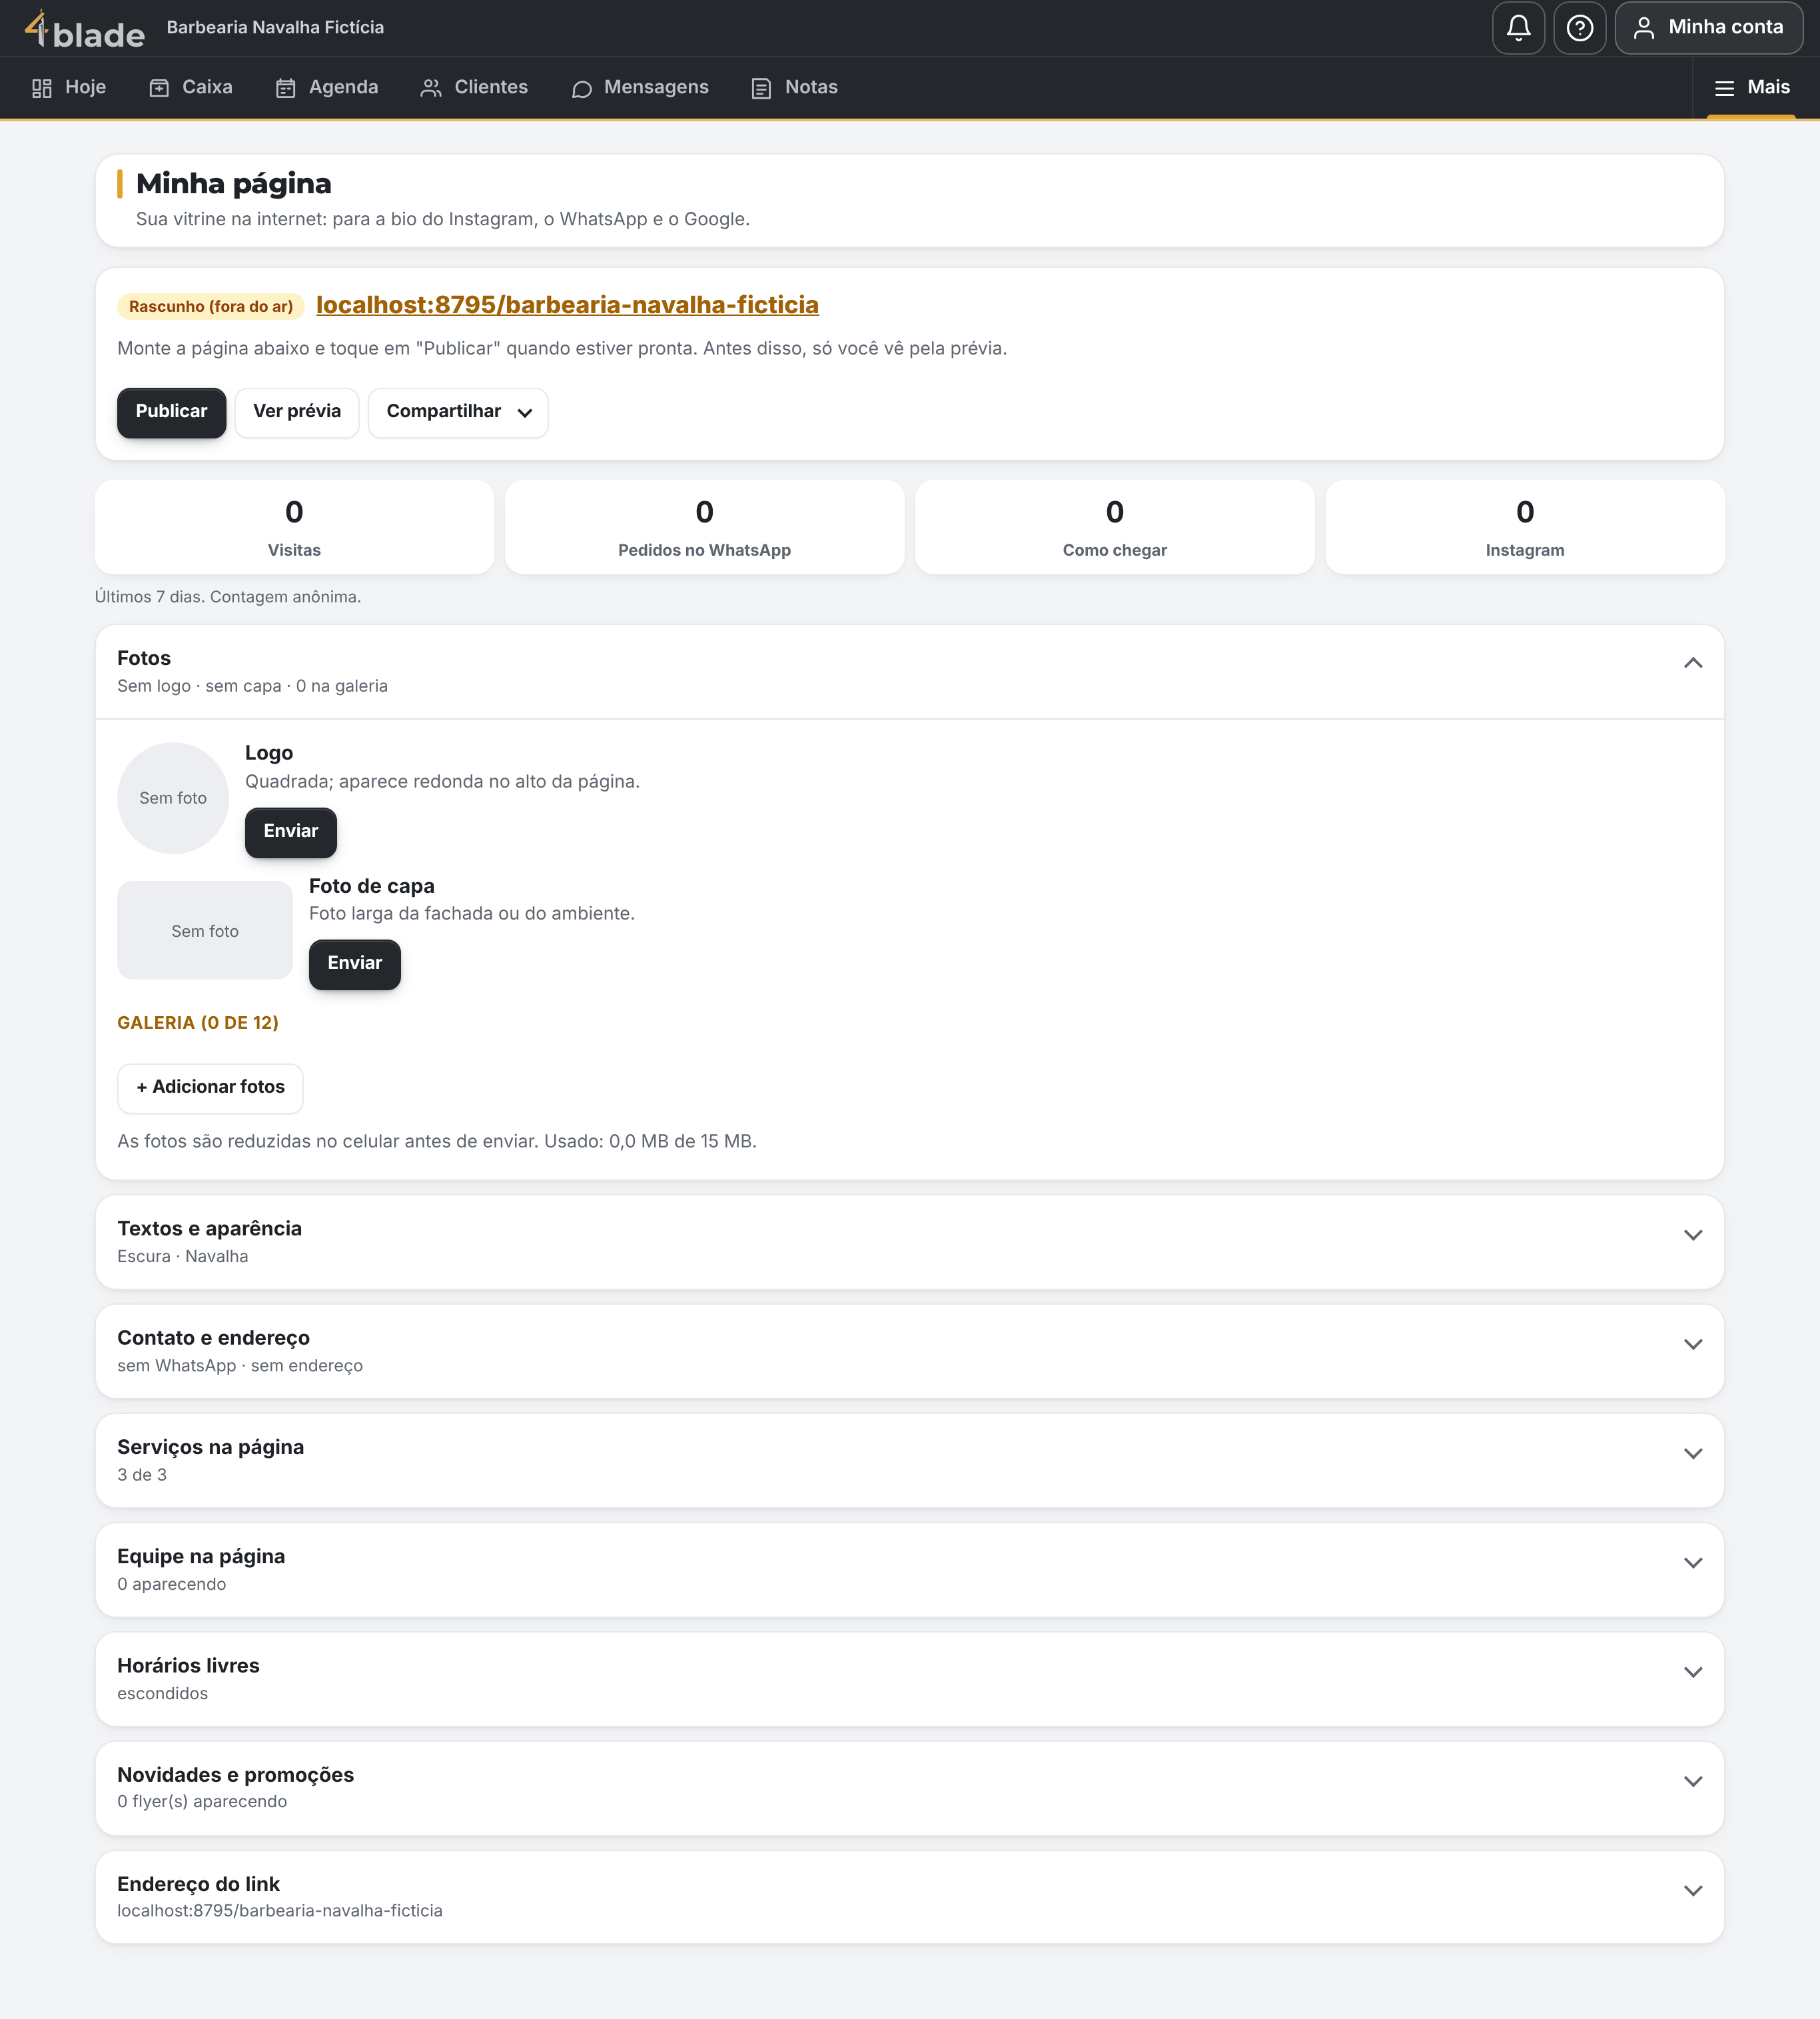 4blade
Barbearia Navalha Fictícia
Minha conta
Hoje
Caixa
Agenda
Clientes
Mensagens
Notas
Mais
Minha página
Sua vitrine na internet: para a bio do Instagram, o WhatsApp e o Google.
Rascunho (fora do ar)
localhost:8795/barbearia-navalha-ficticia
Monte a página abaixo e toque em "Publicar" quando estiver pronta. Antes disso, só você vê pela prévia.
Publicar
Ver prévia
Compartilhar
0
Visitas
0
Pedidos no WhatsApp
0
Como chegar
0
Instagram
Últimos 7 dias. Contagem anônima.
Fotos
Sem logo · sem capa · 0 na galeria
Sem foto
Logo
Quadrada; aparece redonda no alto da página.
Enviar
Sem foto
Foto de capa
Foto larga da fachada ou do ambiente.
Enviar
GALERIA (0 DE 12)
+ Adicionar fotos
As fotos são reduzidas no celular antes de enviar. Usado: 0,0 MB de 15 MB.
Textos e aparência
Escura · Navalha
Contato e endereço
sem WhatsApp · sem endereço
Serviços na página
3 de 3
Equipe na página
0 aparecendo
Horários livres
escondidos
Novidades e promoções
0 flyer(s) aparecendo
Endereço do link
localhost:8795/barbearia-navalha-ficticia